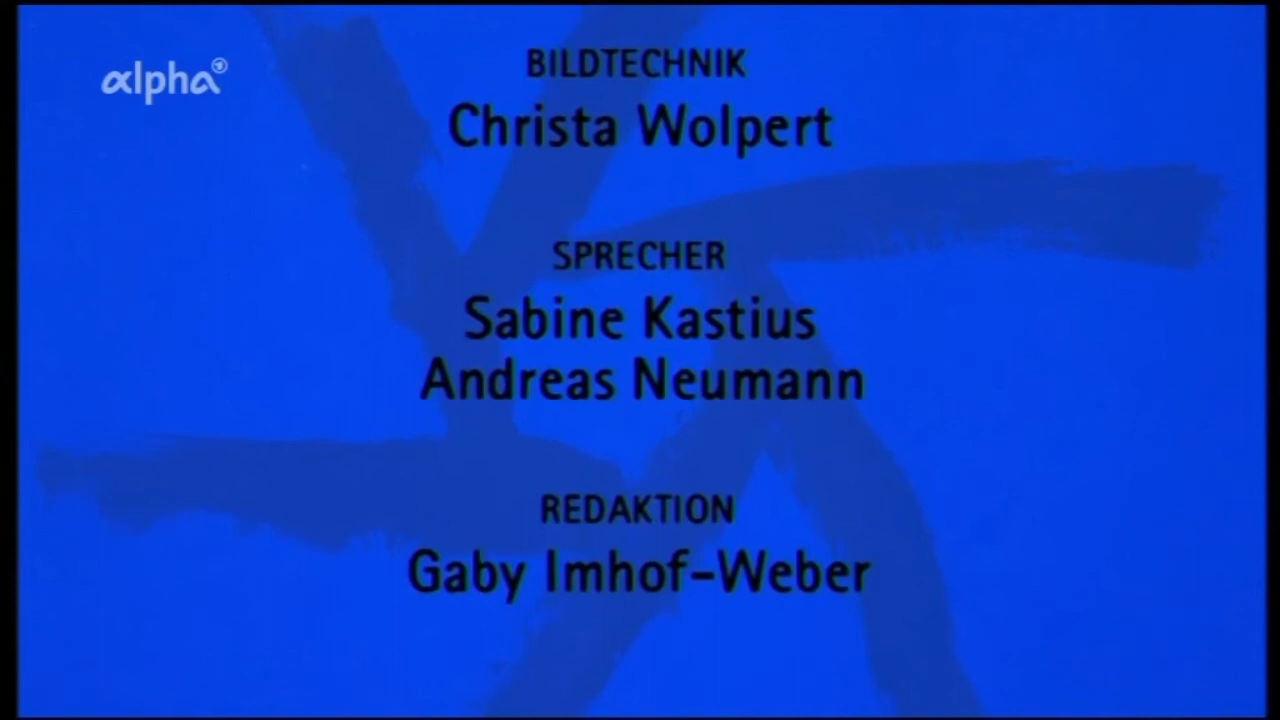 alpha
BILDTECHNIK
Christa Wolpert
SPRECHER
Sabine Kastius
Andreas Neumann
REDAKTION
Gaby Imhof-Weber